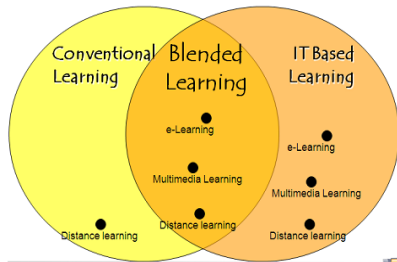 Conventional
Learning
Blended
Learning
IT Based
Learning
e-Learning
Multimedia Learning
Distance learning
e-Learning
Multimedia Learning
Distance learning
Distance learning